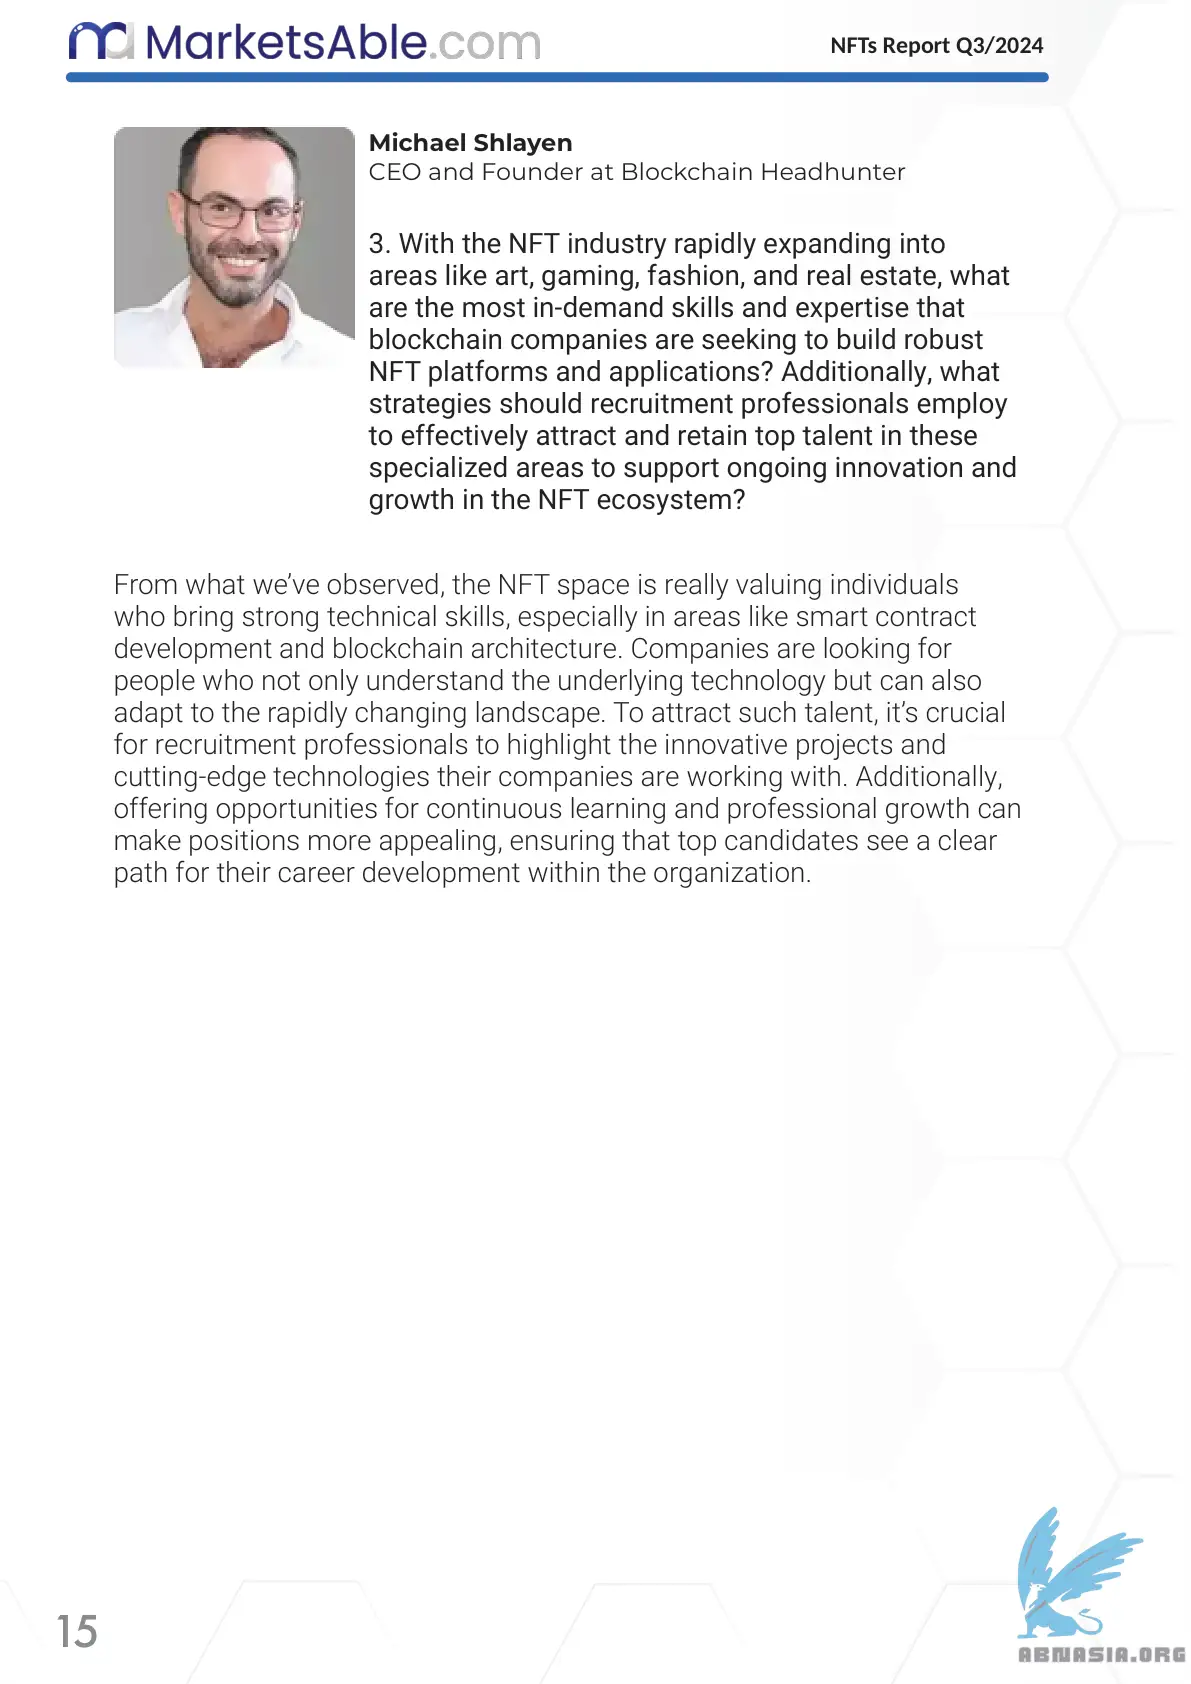 MarketsAble.com
NFTs Report Q3/2024
Michael Shlayen
CEO and Founder at Blockchain Headhunter
3. With the NFT industry rapidly expanding into
areas like art, gaming, fashion, and real estate, what
are the most in-demand skills and expertise that
blockchain companies are seeking to build robust
NFT platforms and applications? Additionally, what
strategies should recruitment professionals employ
to effectively attract and retain top talent in these
specialized areas to support ongoing innovation and
growth in the NFT ecosystem?
From what we’ve observed, the NFT space is really valuing individuals
who bring strong technical skills, especially in areas like smart contract
development and blockchain architecture. Companies are looking for
people who not only understand the underlying technology but can also
adapt to the rapidly changing landscape. To attract such talent, it’s crucial
for recruitment professionals to highlight the innovative projects and
cutting-edge technologies their companies are working with. Additionally,
offering opportunities for continuous learning and professional growth can
make positions more appealing, ensuring that top candidates see a clear
path for their career development within the organization.
15
ABNASIA.ORG